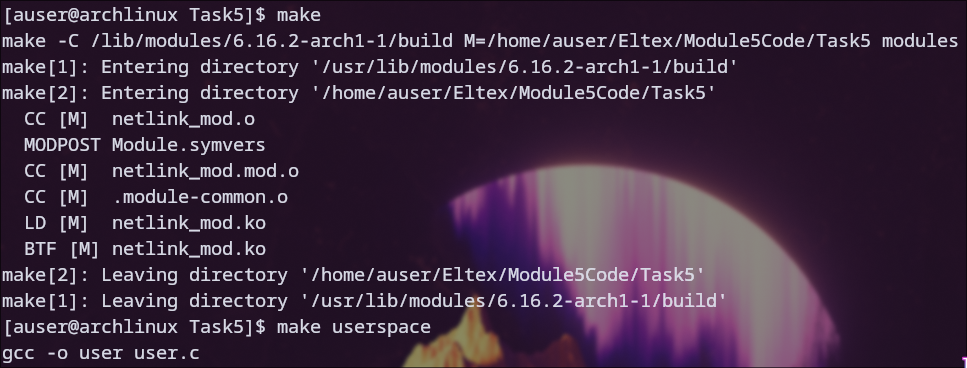 [auser@archlinux Task5]$ make
make -C /lib/modules/6.16.2-arch1-1/build M=/home/auser/Eltex/Module5Code/Task5 modules
make[1]: Entering directory '/usr/lib/modules/6.16.2-arch1-1/build'
make[2]: Entering directory '/home/auser/Eltex/Module5Code/Task5'
  CC [M]  netlink_mod.o
  MODPOST Module.symvers
  CC [M]  netlink_mod.mod.o
  CC [M]  .module-common.o
  LD [M]  netlink_mod.ko
  BTF [M] netlink_mod.ko
make[2]: Leaving directory '/home/auser/Eltex/Module5Code/Task5'
make[1]: Leaving directory '/usr/lib/modules/6.16.2-arch1-1/build'
[auser@archlinux Task5]$ make userspace
gcc -o user user.c